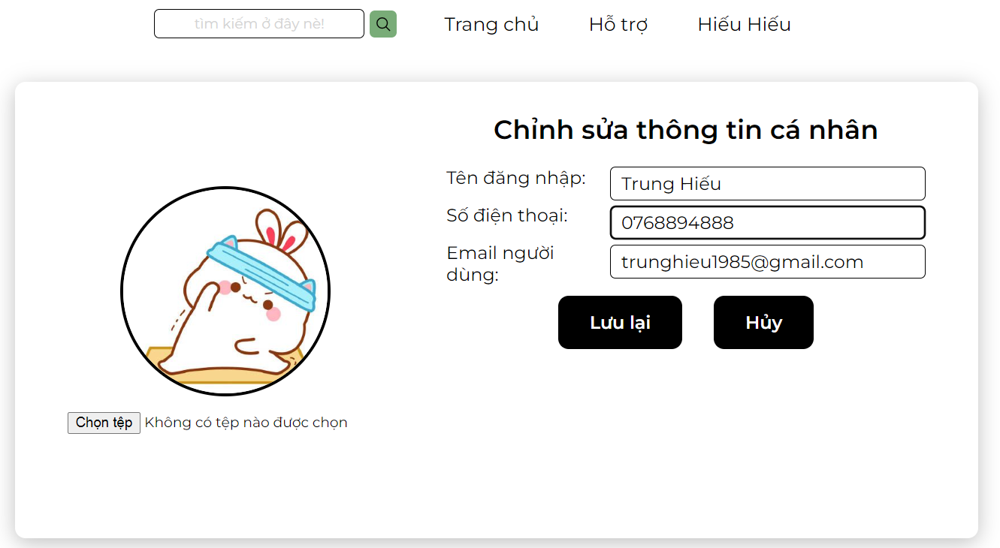 tìm kiếm ở đây nè!
Trang chủ
Hỗ trợ
Hiếu Hiếu
Chỉnh sửa thông tin cá nhân
Tên đăng nhập:
Trung Hiếu
Số điện thoại:
0768894888
Email người
dùng:
trunghieu1985@gmail.com
Lưu lại
Hủy
Chọn tệp Không có tệp nào được chọn